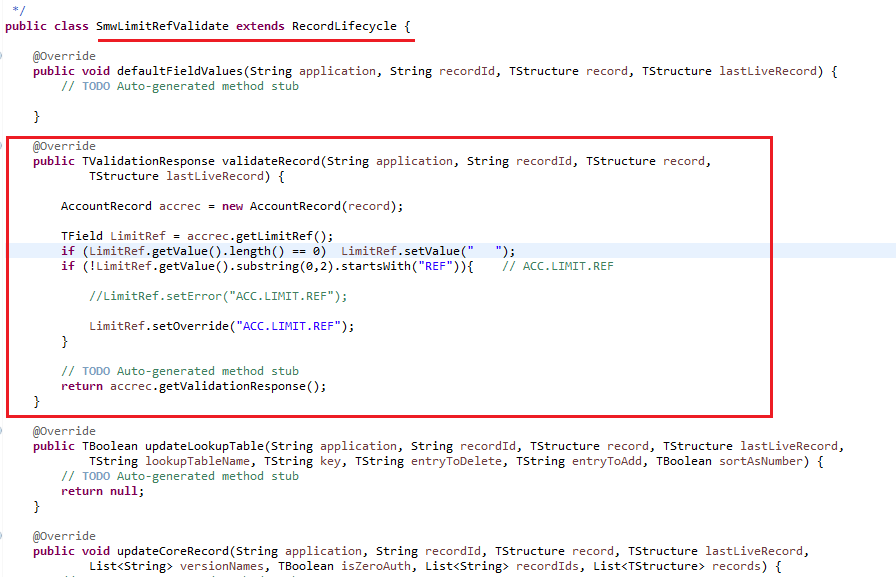 */
public class SmwLimitRefValidate extends RecordLifecycle {
@Override
public void defaultFieldValues(String application, String recordId, TStructure record, TStructure lastLiveRecord) {
// TODO Auto-generated method stub
}
@Override
public TValidationResponse validateRecord(String application, String recordId, TStructure record,
TStructure lastLiveRecord) {
AccountRecord accrec = new AccountRecord(record);
TField LimitRef = accrec.getLimitRef();
if (LimitRef.getValue().length() == 0)  LimitRef.setValue("   ");
if (!LimitRef.getValue().substring(0,2).startsWith("REF")){    // ACC.LIMIT.REF
//LimitRef.setError("ACC.LIMIT.REF");
LimitRef.setOverride("ACC.LIMIT.REF");
}
// TODO Auto-generated method stub
return accrec.getValidationResponse();
}
@Override
public TBoolean updateLookupTable(String application, String recordId, TStructure record, TStructure lastLiveRecord,
TString lookupTableName, TString key, TString entryToDelete, TString entryToAdd, TBoolean sortAsNumber) {
// TODO Auto-generated method stub
return null;
}
@Override
public void updateCoreRecord(String application, String recordId, TStructure record, TStructure lastLiveRecord,
List<String> versionNames, TBoolean isZeroAuth, List<String> recordIds, List<TStructure> records) {